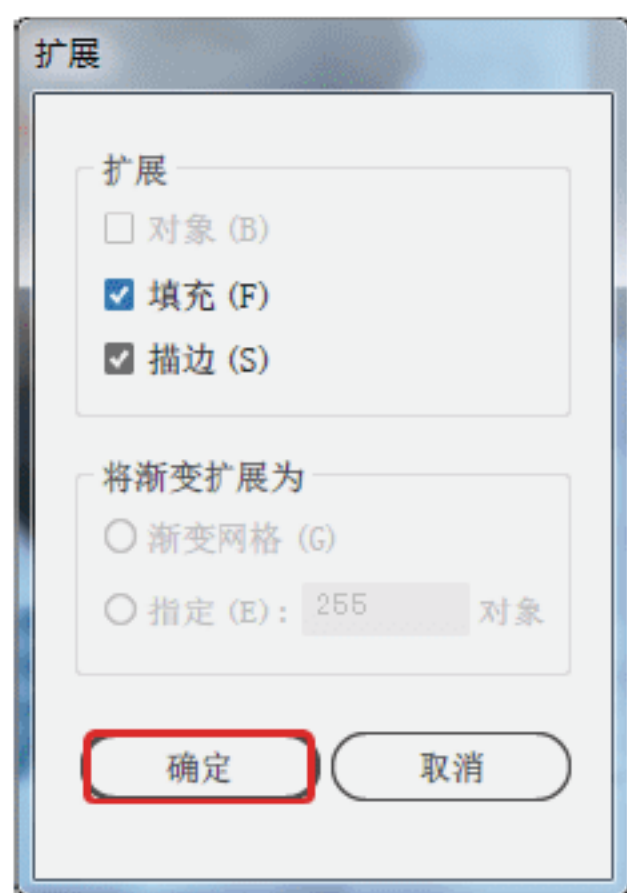 扩展
扩展
对象 (B)
填充 (F)
描边 (S)
将渐变扩展为
渐变网格 (G)
指定 (E): 255 对象
确定 取消